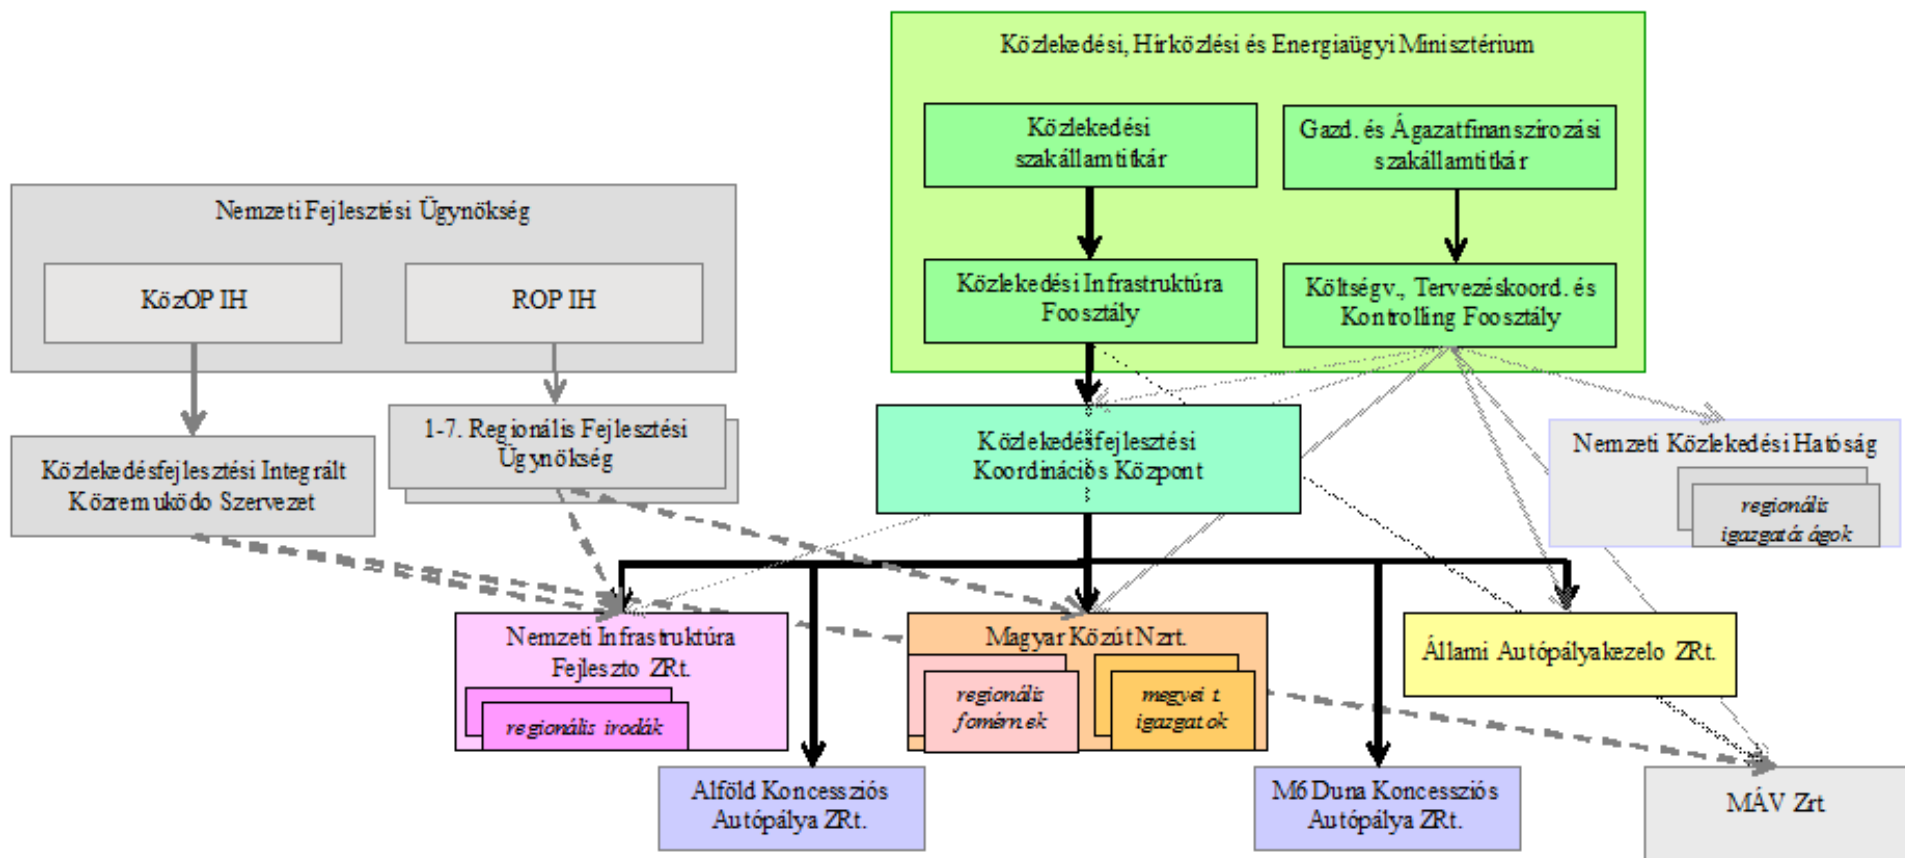 Közlekedési, Hírközlési és Energiaügyi Minisztérium
Közlekedési
szakállamtitkár
Gazd. és Ágazatfinanszírozási
szakállamtitkár
Nemzeti Fejlesztési Ügynökség
KözOP IH
ROP IH
Közlekedési Infrastruktúra
Foosztály
Költségv., Tervezéskoord. és
Kontrolling Foosztály
1-7. Regionális Fejlesztési
Ügynökség
Közlekedésfejlesztési Integrált
Közremuködo Szervezet
Közlekedésfejlesztési
Koordinációs Központ
Nemzeti Közlekedési Hatóság
regionális
igazgatóságok
Nemzeti Infrastruktúra
Fejleszto ZRt.
regionális irodák
Magyar Közút Nzrt.
regionális
fomérnek
megyei t.
igazgatok
Állami Autópályakezelo ZRt.
Alföld Koncessziós
Autópálya ZRt.
M6 Duna Koncessziós
Autópálya ZRt.
MÁV Zrt